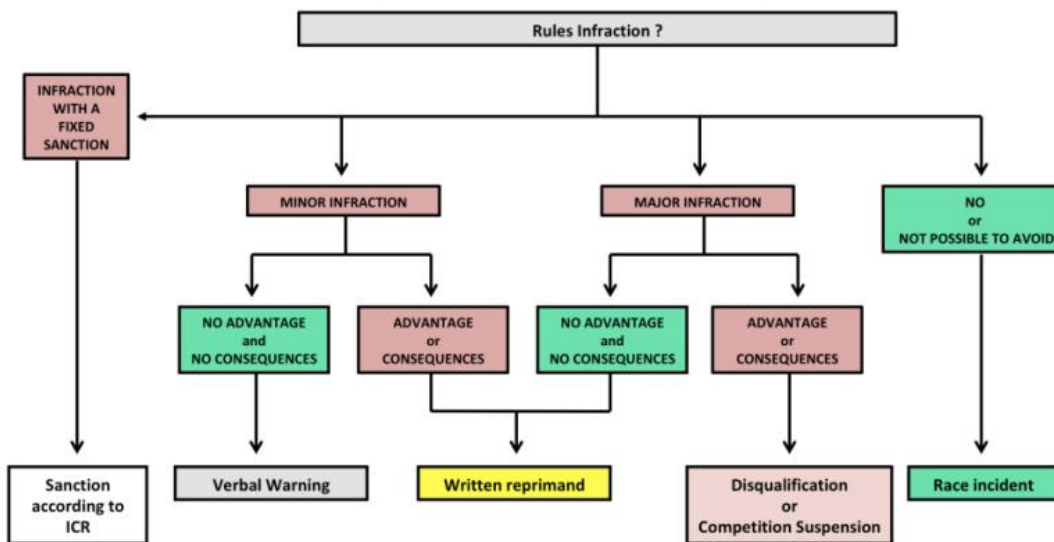 Rules Infraction ?
INFRACTION
WITH A
FIXED
SANCTION
MINOR INFRACTION
MAJOR INFRACTION
NO
or
NOT POSSIBLE TO AVOID
NO ADVANTAGE
and
NO CONSEQUENCES
ADVANTAGE
or
CONSEQUENCES
NO ADVANTAGE
and
NO CONSEQUENCES
ADVANTAGE
or
CONSEQUENCES
Sanction
according to
ICR
Verbal Warning
Written reprimand
Disqualification
or
Competition Suspension
Race incident